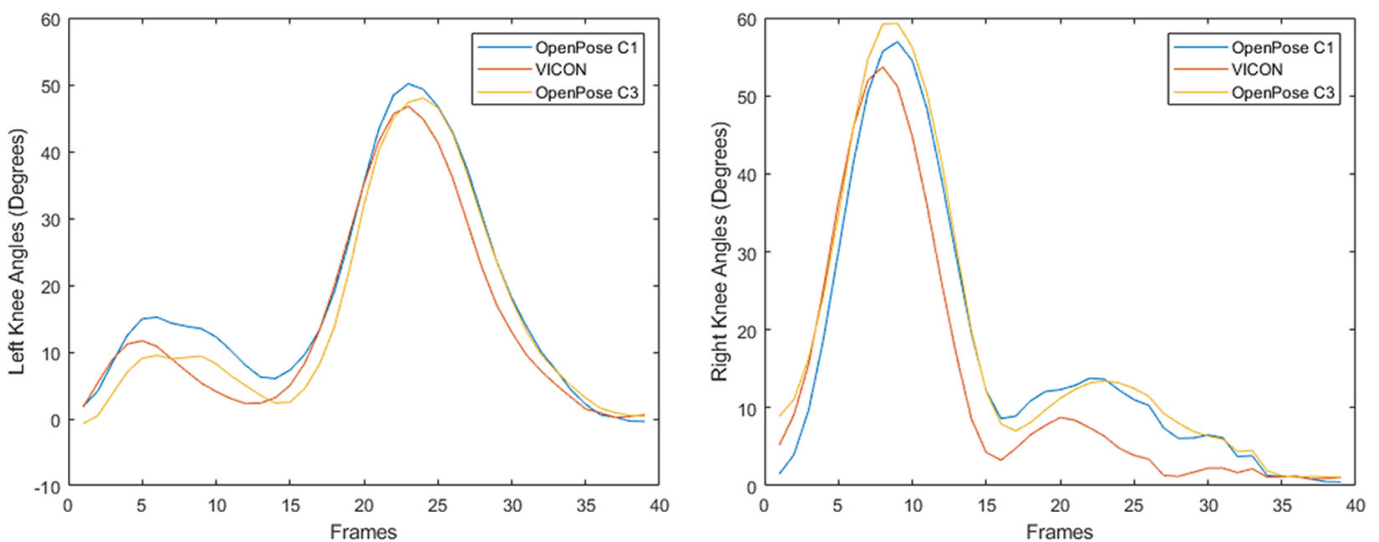 60
50
40
30
20
10
0
-10
Left Knee Angles (Degrees)
0 5 10 15 20 25 30 35 40
Frames
OpenPose C1
VICON
OpenPose C3
60
50
40
30
20
10
0
Right Knee Angles (Degrees)
0 5 10 15 20 25 30 35 40
Frames
OpenPose C1
VICON
OpenPose C3